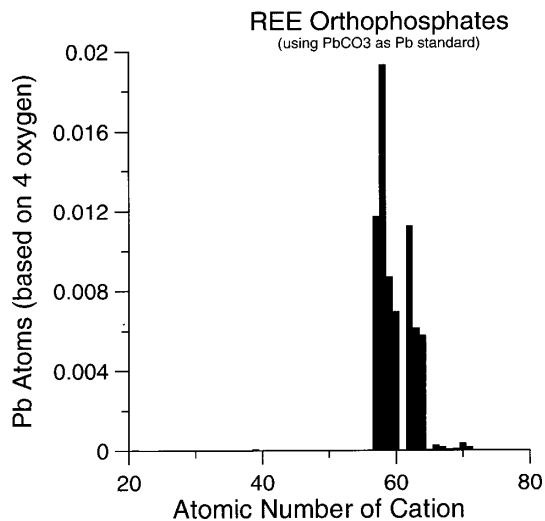 REE Orthophosphates
(using PbCO3 as Pb standard)
Pb Atoms (based on 4 oxygen)
0.02
0.016
0.012
0.008
0.004
0
20
40
60
80
Atomic Number of Cation